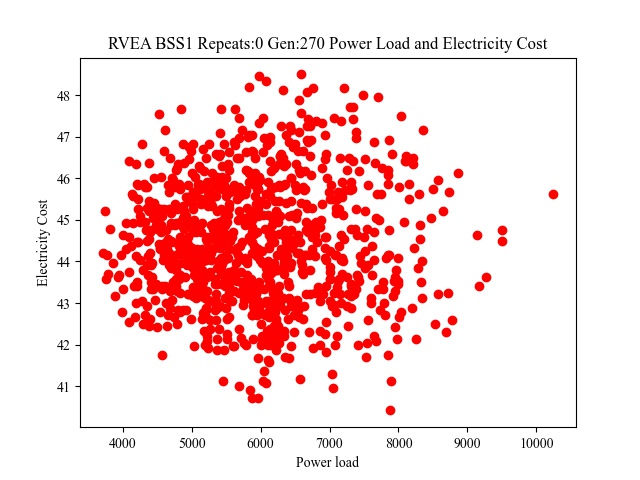 RVEA BSS1 Repeats:0 Gen:270 Power Load and Electricity Cost
48
47
46
45
44
43
42
41
Electricity Cost
4000 5000 6000 7000 8000 9000 10000
Power load